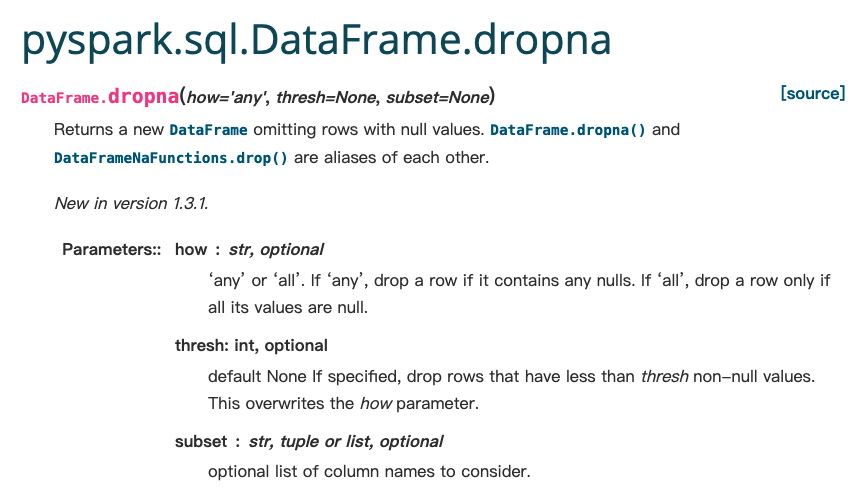 pyspark.sql.DataFrame.dropna
DataFrame.dropna(how='any', thresh=None, subset=None) [source]
Returns a new DataFrame omitting rows with null values. DataFrame.dropna() and
DataFrameNaFunctions.drop() are aliases of each other.
New in version 1.3.1.
Parameters:: how : str, optional
‘any’ or ‘all’. If ‘any’, drop a row if it contains any nulls. If ‘all’, drop a row only if
all its values are null.
thresh: int, optional
default None If specified, drop rows that have less than thresh non-null values.
This overwrites the how parameter.
subset : str, tuple or list, optional
optional list of column names to consider.